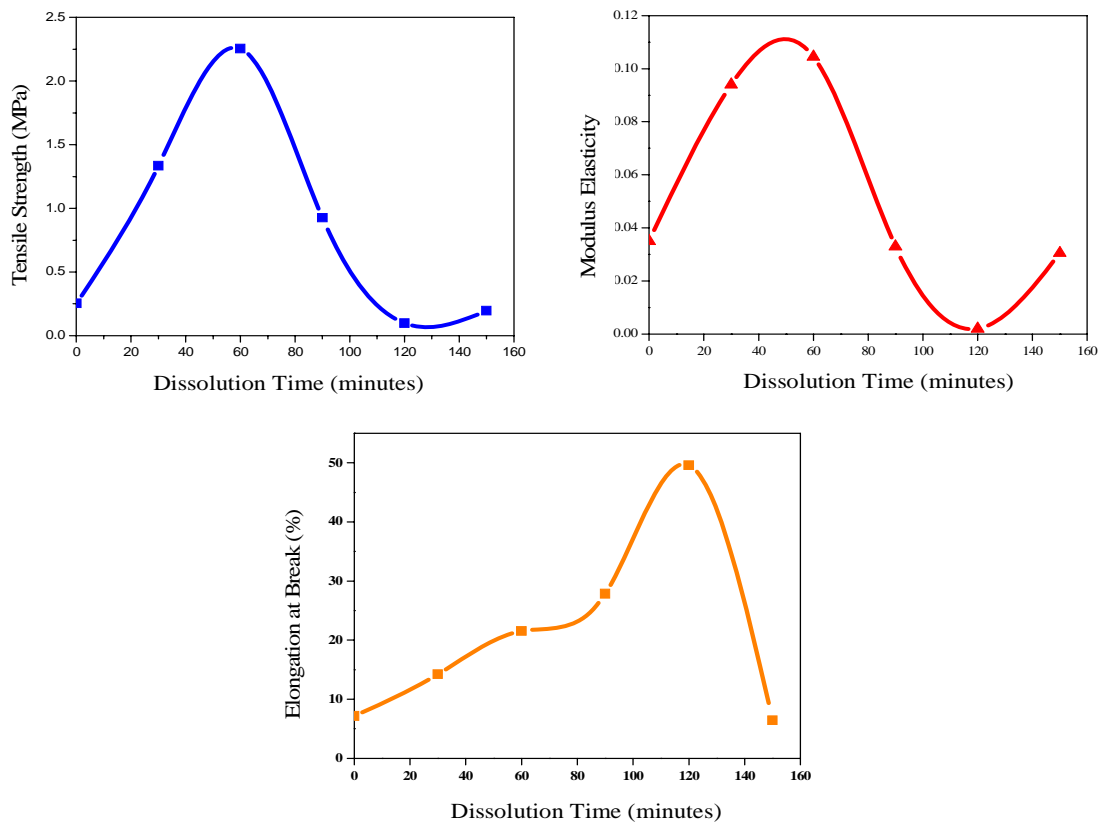 Tensile Strength (MPa)
2.5
2.0
1.5
1.0
0.5
0.0
0 20 40 60 80 100 120 140 160
Dissolution Time (minutes)
Modulus Elasticity
0.12
0.10
0.08
0.06
0.04
0.02
0.00
0 20 40 60 80 100 120 140 160
Dissolution Time (minutes)
Elongation at Break (%)
50
40
30
20
10
0
0 20 40 60 80 100 120 140 160
Dissolution Time (minutes)